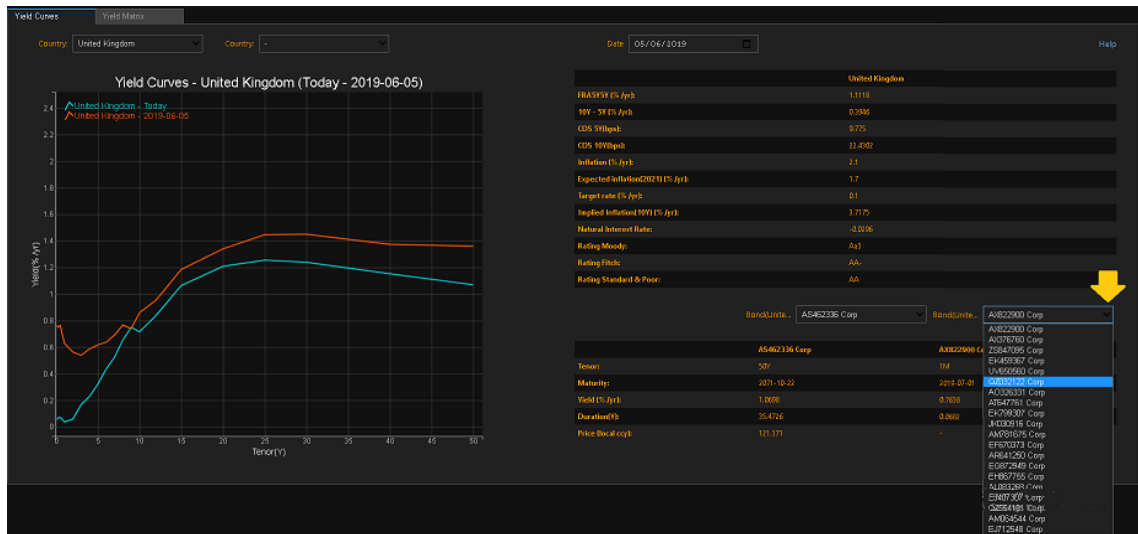 Yield Curves Yield Matrix
Country: United Kingdom Country: - Date 05/06/2019 Help
Yield Curves - United Kingdom (Today - 2019-06-05)
United Kingdom - Today
United Kingdom - 2019-06-05
2.4
2.2
2
1.8
1.6
1.4
1.2
1
0.8
0.6
0.4
0.2
0
Yield(% /yr)
0 5 10 15 20 25 30 35 40 45 50
Tenor(Y)
United Kingdom
FRA5Y5Y (% /yr): 1.1118
10Y - 5Y (% /yr): 0.3946
CDS 5Y(bps): 9.775
CDS 10Y(bps): 22.4302
Inflation (% /yr): 2.1
Expected inflation(2021) (% /yr): 1.7
Target rate (% /yr): 0.1
Implied Inflation(10Y) (% /yr): 3.7175
Natural Interest Rate:
Rating Moody: Aa3
Rating Fitch: AA-
Rating Standard & Poor: AA
Bond(Unite... AS462336 Corp Bond(Unite... AX822900 Corp
AS462336 Corp AX822900
Tenor: 50Y 1M
Maturity: 2071-10-22 2019-07-01
Yield (% /yr): 1.0698 0.7638
Duration(Y): 35.4726
Price (local ccy): 121.371 -
AX822900 Corp
AX376760 Corp
ZS847095 Corp
EK459367 Corp
UV650560 Corp
QZ032122 Corp
AO326331 Corp
AT647761 Corp
EK799307 Corp
JK030916 Corp
AM781675 Corp
EF670373 Corp
AR641250 Corp
EG872949 Corp
EH867765 Corp
AM064544 Corp
EJ712548 Corp